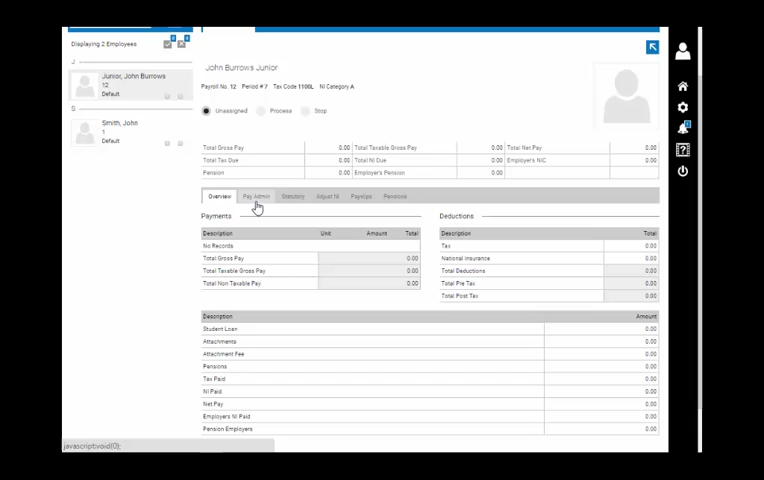 Displaying 2 Employees
J
Junior, John Burrows
12
Default
S
Smith, John
1
Default
John Burrows Junior
Payroll No. 12 Period # 7 Tax Code 1100L NI Category A
Unassigned Process Stop
Total Gross Pay 0.00 Total Taxable Gross Pay 0.00 Total Net Pay 0.00
Total Tax Due 0.00 Total NI Due 0.00 Employer's NIC 0.00
Pension 0.00 Employer's Pension 0.00
Overview Pay Admin Statutory Adjust NI Payslips Pensions
Payments
Description Unit Amount Total
No Records
Total Gross Pay 0.00
Total Taxable Gross Pay 0.00
Total Non Taxable Pay 0.00
Deductions
Description Total
Tax 0.00
National Insurance 0.00
Total Deductions 0.00
Total Pre Tax 0.00
Total Post Tax 0.00
Description Amount
Student Loan 0.00
Attachments 0.00
Attachment Fee 0.00
Pensions 0.00
Tax Paid 0.00
NI Paid 0.00
Net Pay 0.00
Employers NI Paid 0.00
Pension Employers 0.00
javascript:void(0);